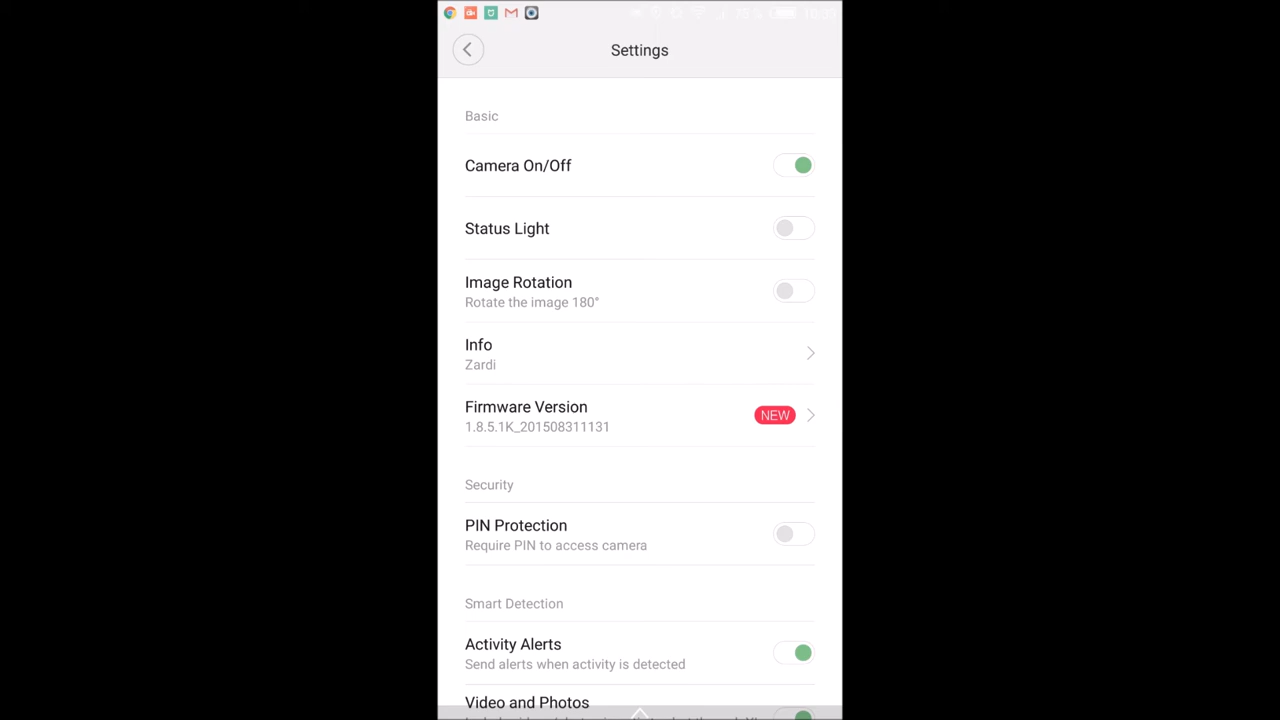 Settings
Basic
Camera On/Off
Status Light
Image Rotation
Rotate the image 180°
Info
Zardi
Firmware Version
NEW
1.8.5.1K_201508311131
Security
PIN Protection
Require PIN to access camera
Smart Detection
Activity Alerts
Send alerts when activity is detected
Video and Photos